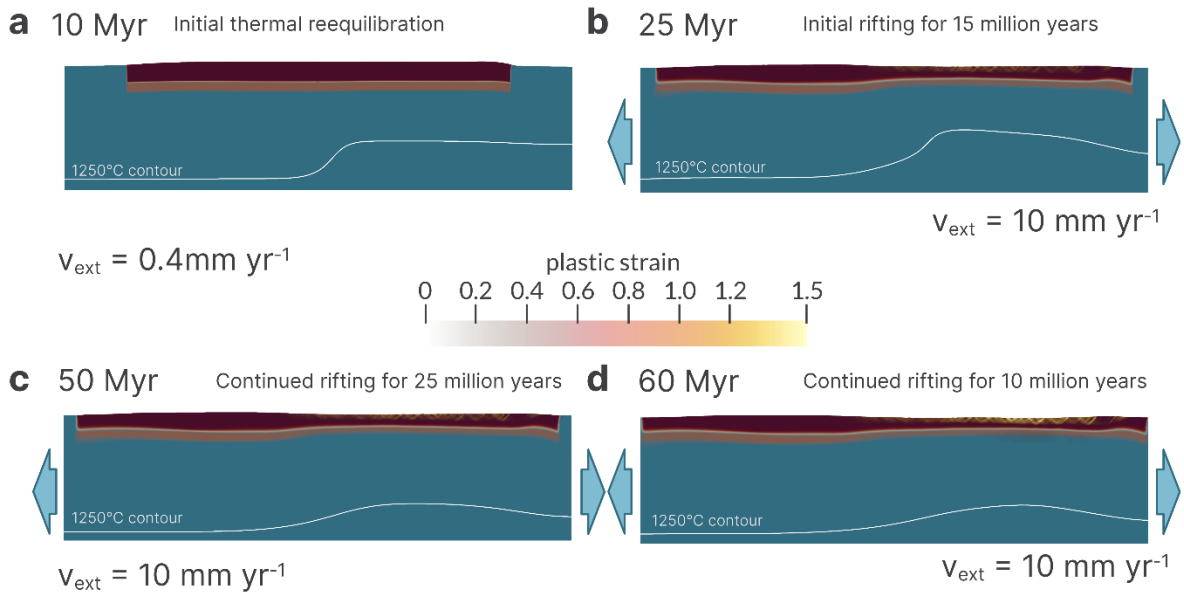 a 10 Myr Initial thermal reequilibration
1250°C contour
v_ext = 0.4mm yr⁻¹
b 25 Myr Initial rifting for 15 million years
1250°C contour
v_ext = 10 mm yr⁻¹
plastic strain
0 0.2 0.4 0.6 0.8 1.0 1.2 1.5
c 50 Myr Continued rifting for 25 million years
1250°C contour
v_ext = 10 mm yr⁻¹
d 60 Myr Continued rifting for 10 million years
1250°C contour
v_ext = 10 mm yr⁻¹